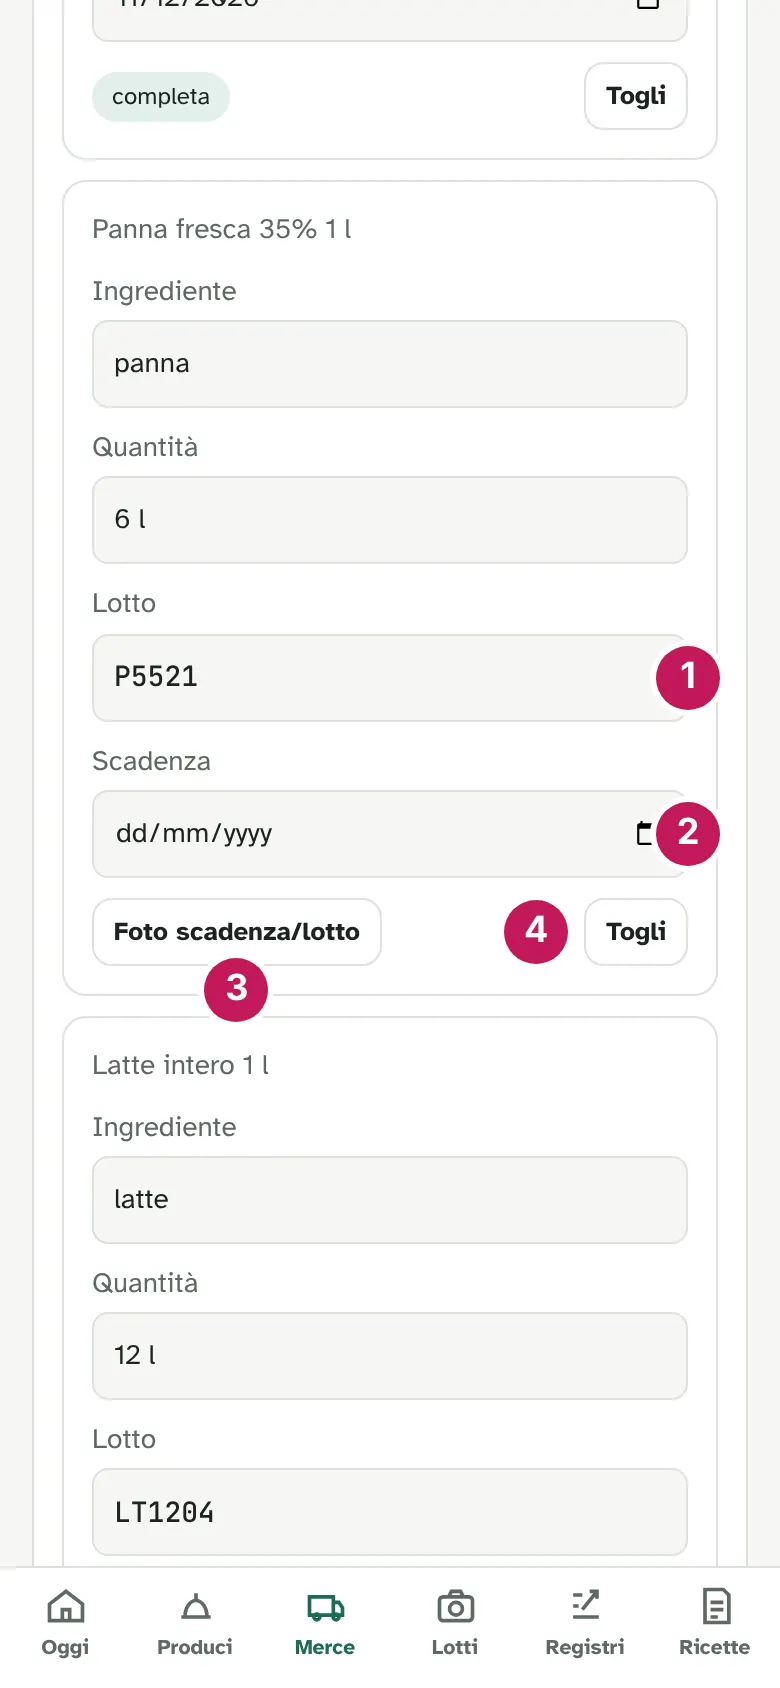 completa
Togli
Panna fresca 35% 1 l
Ingrediente
panna
Quantità
6 l
Lotto
P5521
1
Scadenza
dd/mm/yyyy
2
Foto scadenza/lotto
4
Togli
3
Latte intero 1 l
Ingrediente
latte
Quantità
12 l
Lotto
LT1204
Oggi
Produci
Merce
Lotti
Registri
Ricette